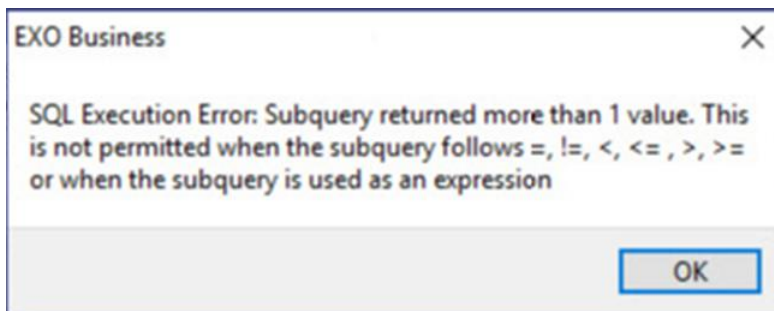 EXO Business
SQL Execution Error: Subquery returned more than 1 value. This
is not permitted when the subquery follows =, !=, <, <= , >, >=
or when the subquery is used as an expression
OK